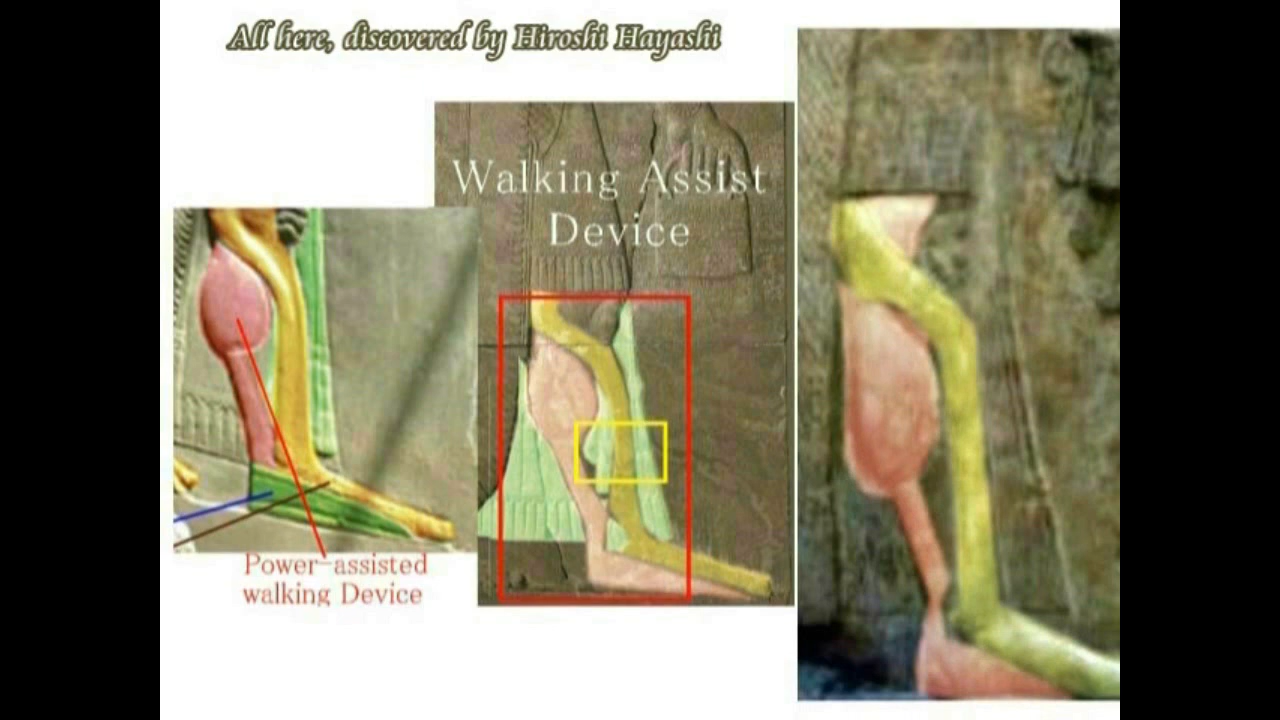 All here, discovered by Hiroshi Hayashi
Walking Assist
Device
Power-assisted
walking Device